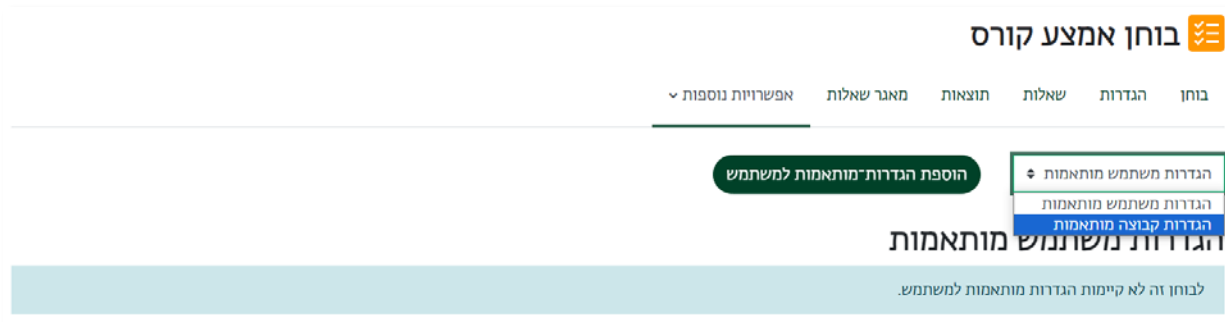 בוחן אמצע קורס
בוחן הגדרות שאלות תוצאות מאגר שאלות אפשרויות נוספות
הגדרות משתמש מותאמות הוספת הגדרות־מותאמות למשתמש
הגדרות משתמש מותאמות
הגדרות קבוצה מותאמות
הגדרות משתמש מותאמות
לבוחן זה לא קיימות הגדרות מותאמות למשתמש.